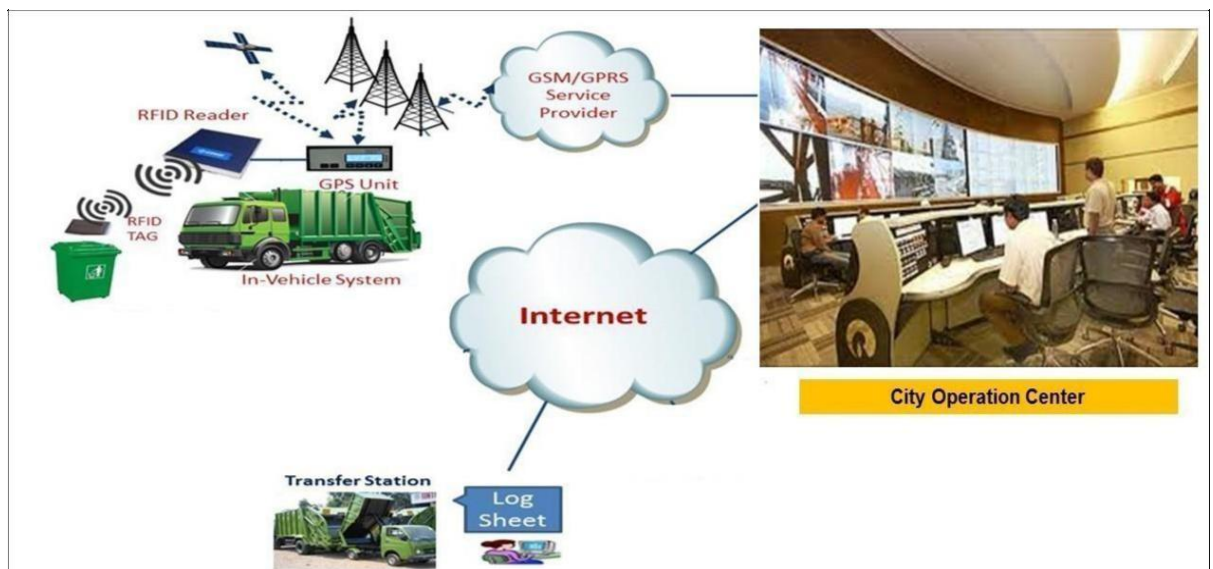 GSM/GPRS
Service
Provider
RFID Reader
GPS Unit
RFID
TAG
In-Vehicle System
Internet
City Operation Center
Transfer Station
Log
Sheet